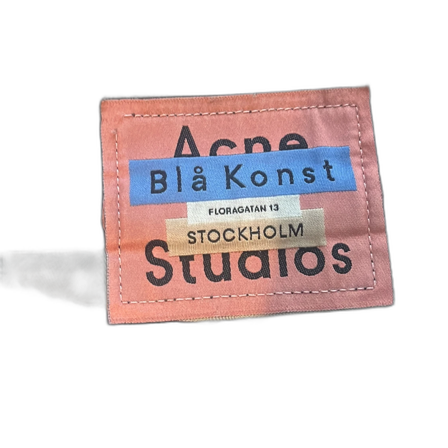 Acne
Blå Konst
FLORAGATAN 13
STOCKHOLM
Studios